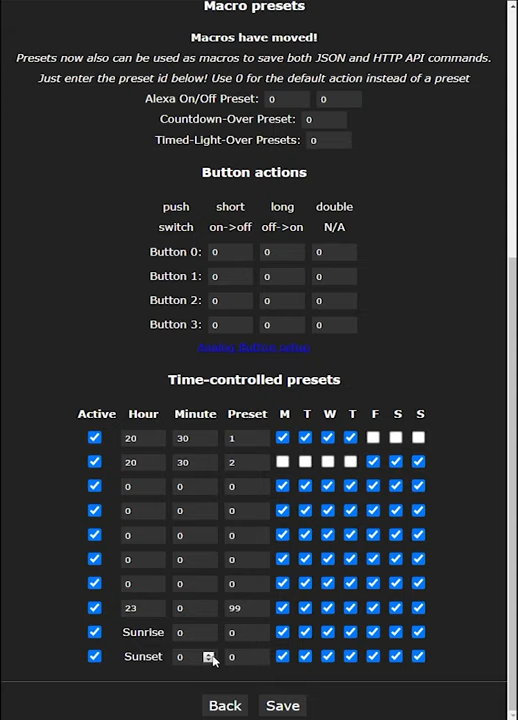 Macro presets
Macros have moved!
Presets now also can be used as macros to save both JSON and HTTP API commands.
Just enter the preset id below! Use 0 for the default action instead of a preset
Alexa On/Off Preset: 0 0
Countdown-Over Preset: 0
Timed-Light-Over Presets: 0
Button actions
push short long double
switch on->off off->on N/A
Button 0: 0 0 0
Button 1: 0 0 0
Button 2: 0 0 0
Button 3: 0 0 0
Analog Button setup
Time-controlled presets
Active Hour Minute Preset M T W T F S S
20 30 1
20 30 2
0 0 0
0 0 0
0 0 0
0 0 0
0 0 0
23 0 99
Sunrise 0 0
Sunset 0 0
Back Save